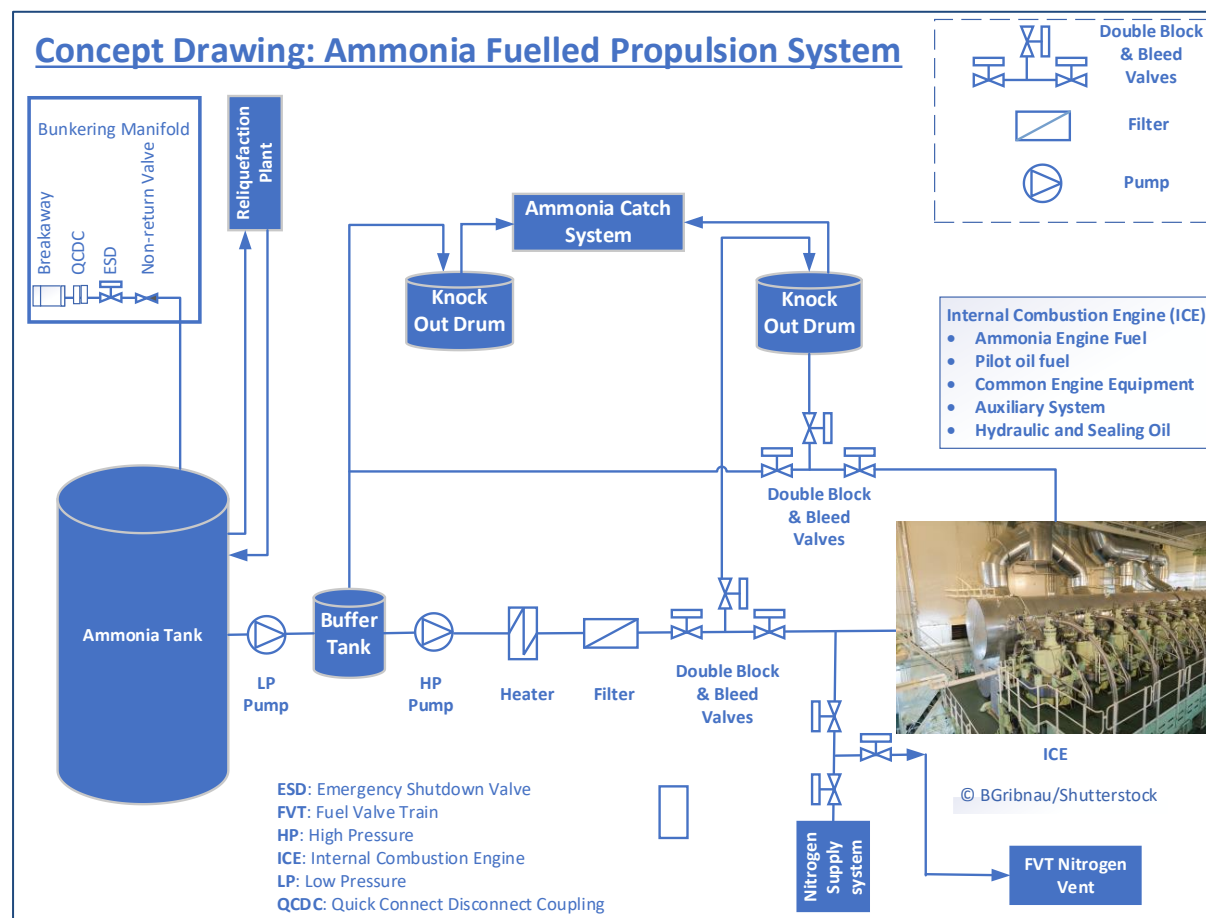 Concept Drawing: Ammonia Fuelled Propulsion System
Double Block
& Bleed
Valves
Filter
Pump
Bunkering Manifold
Breakaway
QCDC
ESD
Non-return Valve
Reliquefaction
Plant
Ammonia Catch
System
Knock
Out Drum
Knock
Out Drum
Internal Combustion Engine (ICE)
• Ammonia Engine Fuel
• Pilot oil fuel
• Common Engine Equipment
• Auxiliary System
• Hydraulic and Sealing Oil
Double Block
& Bleed
Valves
Ammonia Tank
LP
Pump
Buffer
Tank
HP
Pump
Heater
Filter
Double Block
& Bleed
Valves
ICE
© BGribnau/Shutterstock
ESD: Emergency Shutdown Valve
FVT: Fuel Valve Train
HP: High Pressure
ICE: Internal Combustion Engine
LP: Low Pressure
QCDC: Quick Connect Disconnect Coupling
Nitrogen
Supply
system
FVT Nitrogen
Vent